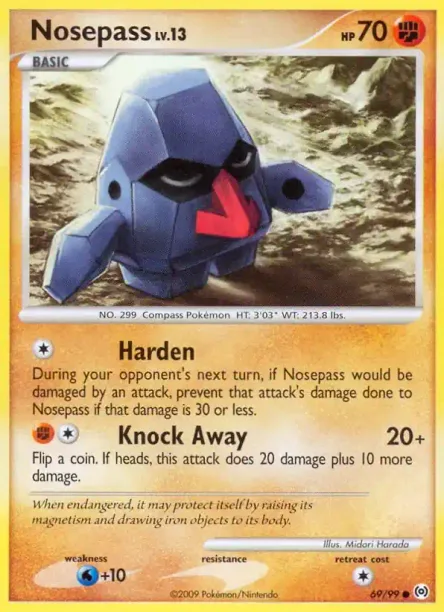 Nosepass LV.13 HP 70
BASIC
NO. 299 Compass Pokémon HT: 3'03" WT: 213.8 lbs.
Harden
During your opponent's next turn, if Nosepass would be
damaged by an attack, prevent that attack's damage done to
Nosepass if that damage is 30 or less.
Knock Away 20+
Flip a coin. If heads, this attack does 20 damage plus 10 more
damage.
When endangered, it may protect itself by raising its
magnetism and drawing iron objects to its body.
Illus. Midori Harada
weakness resistance retreat cost
+10
©2009 Pokémon/Nintendo 69/99